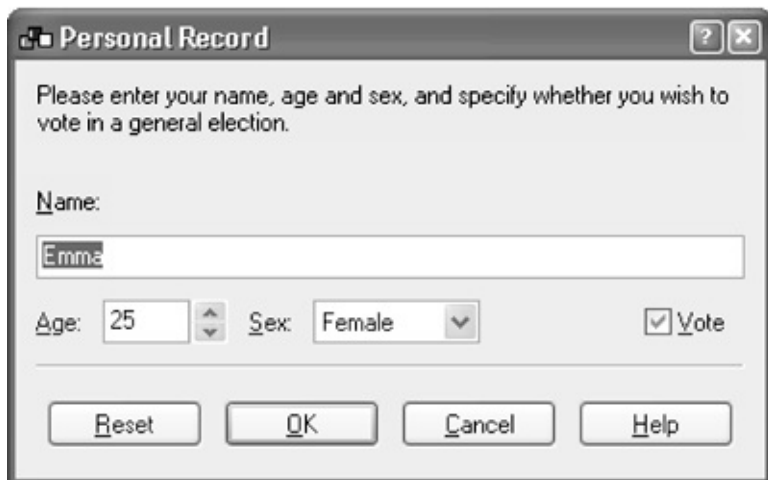 Personal Record
Please enter your name, age and sex, and specify whether you wish to
vote in a general election.
Name:
Emma
Age: 25 Sex: Female Vote
Reset OK Cancel Help